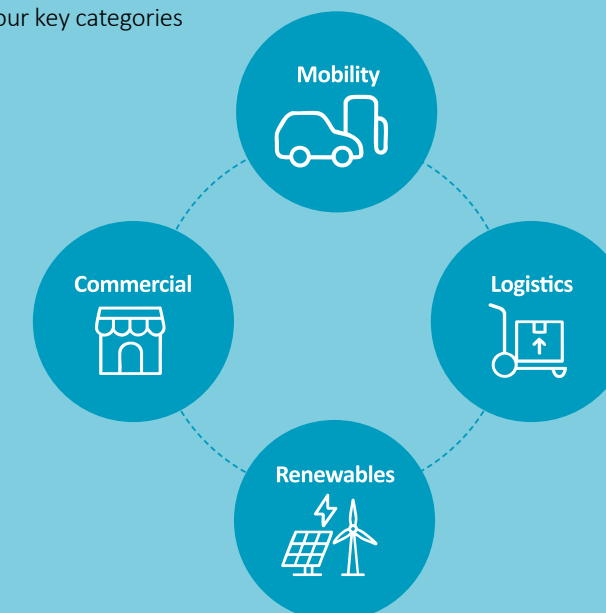 our key categories
Mobility
Commercial
Logistics
Renewables